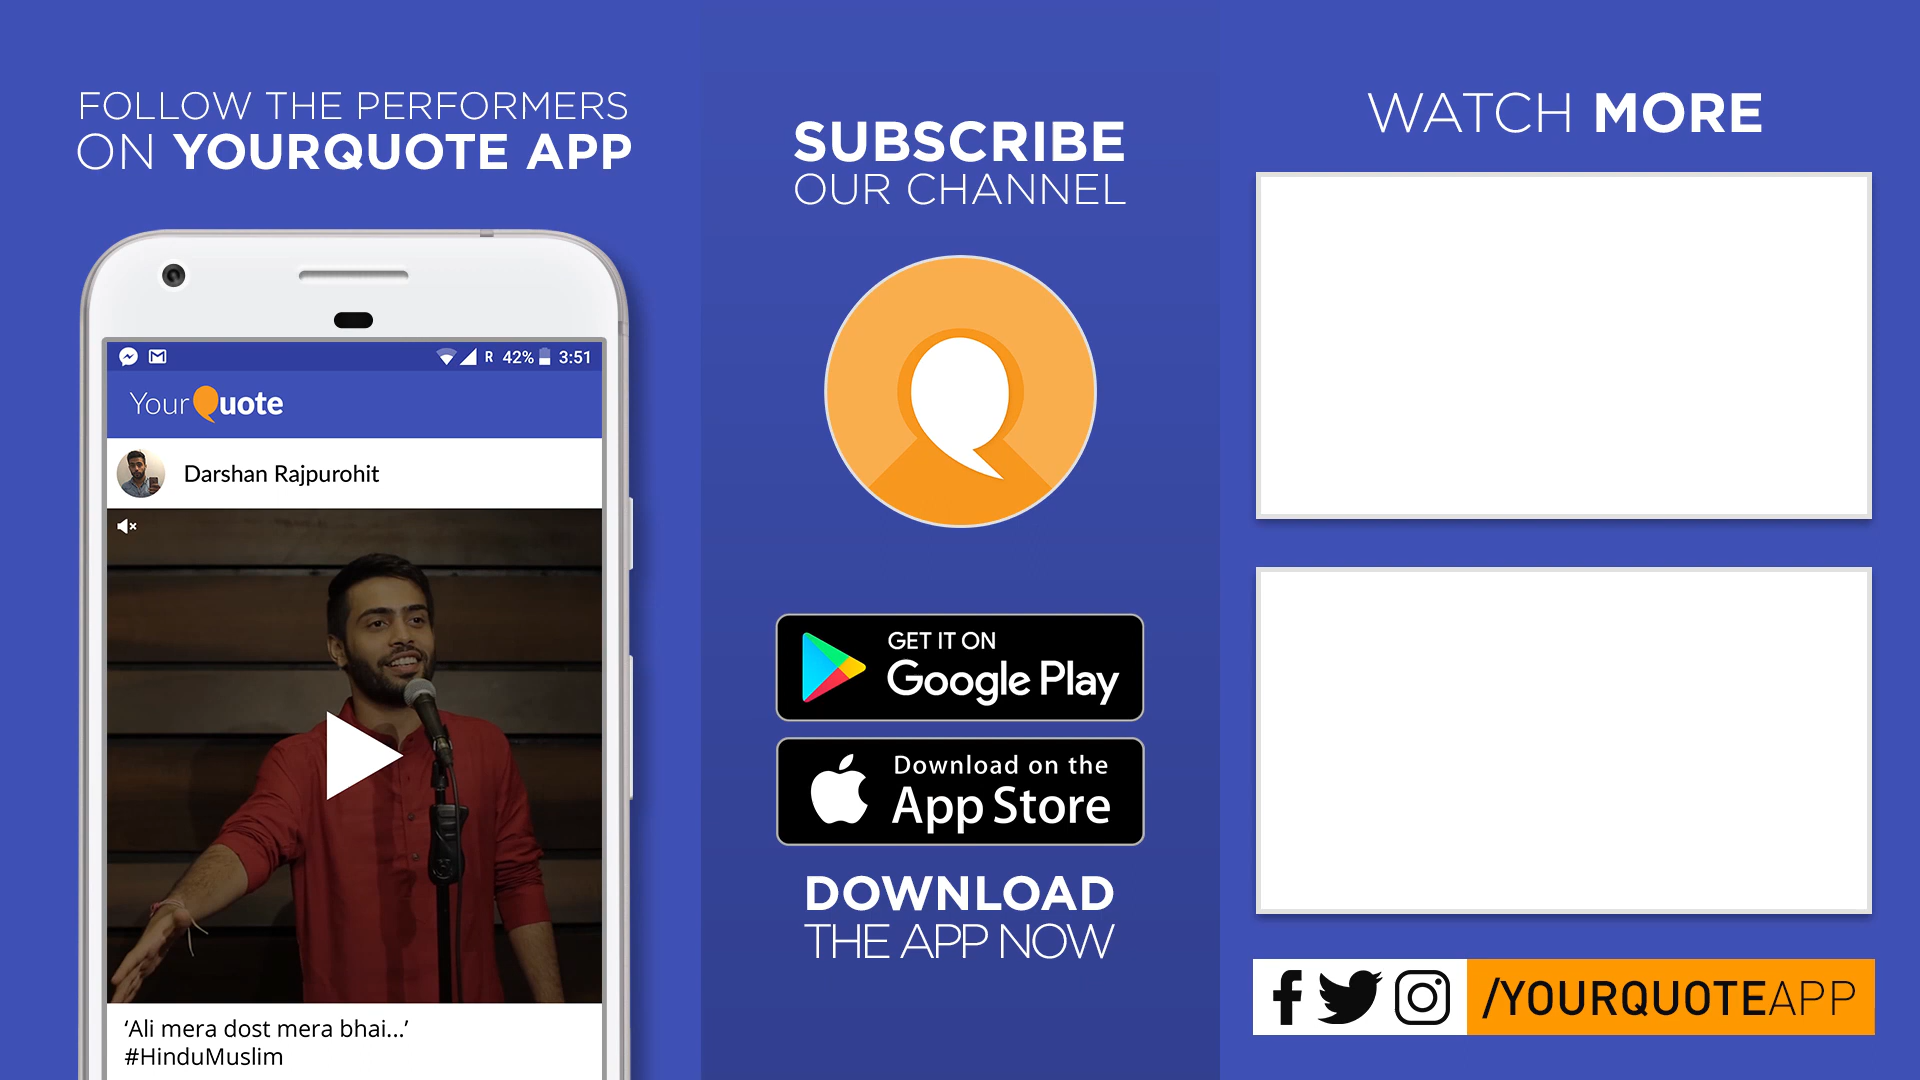 FOLLOW THE PERFORMERS
ON YOURQUOTE APP
R 42% 3:51
YourQuote
Darshan Rajpurohit
‘Ali mera dost mera bhai...’
#HinduMuslim
SUBSCRIBE
OUR CHANNEL
GET IT ON
Google Play
Download on the
App Store
DOWNLOAD
THE APP NOW
WATCH MORE
/YOURQUOTEAPP